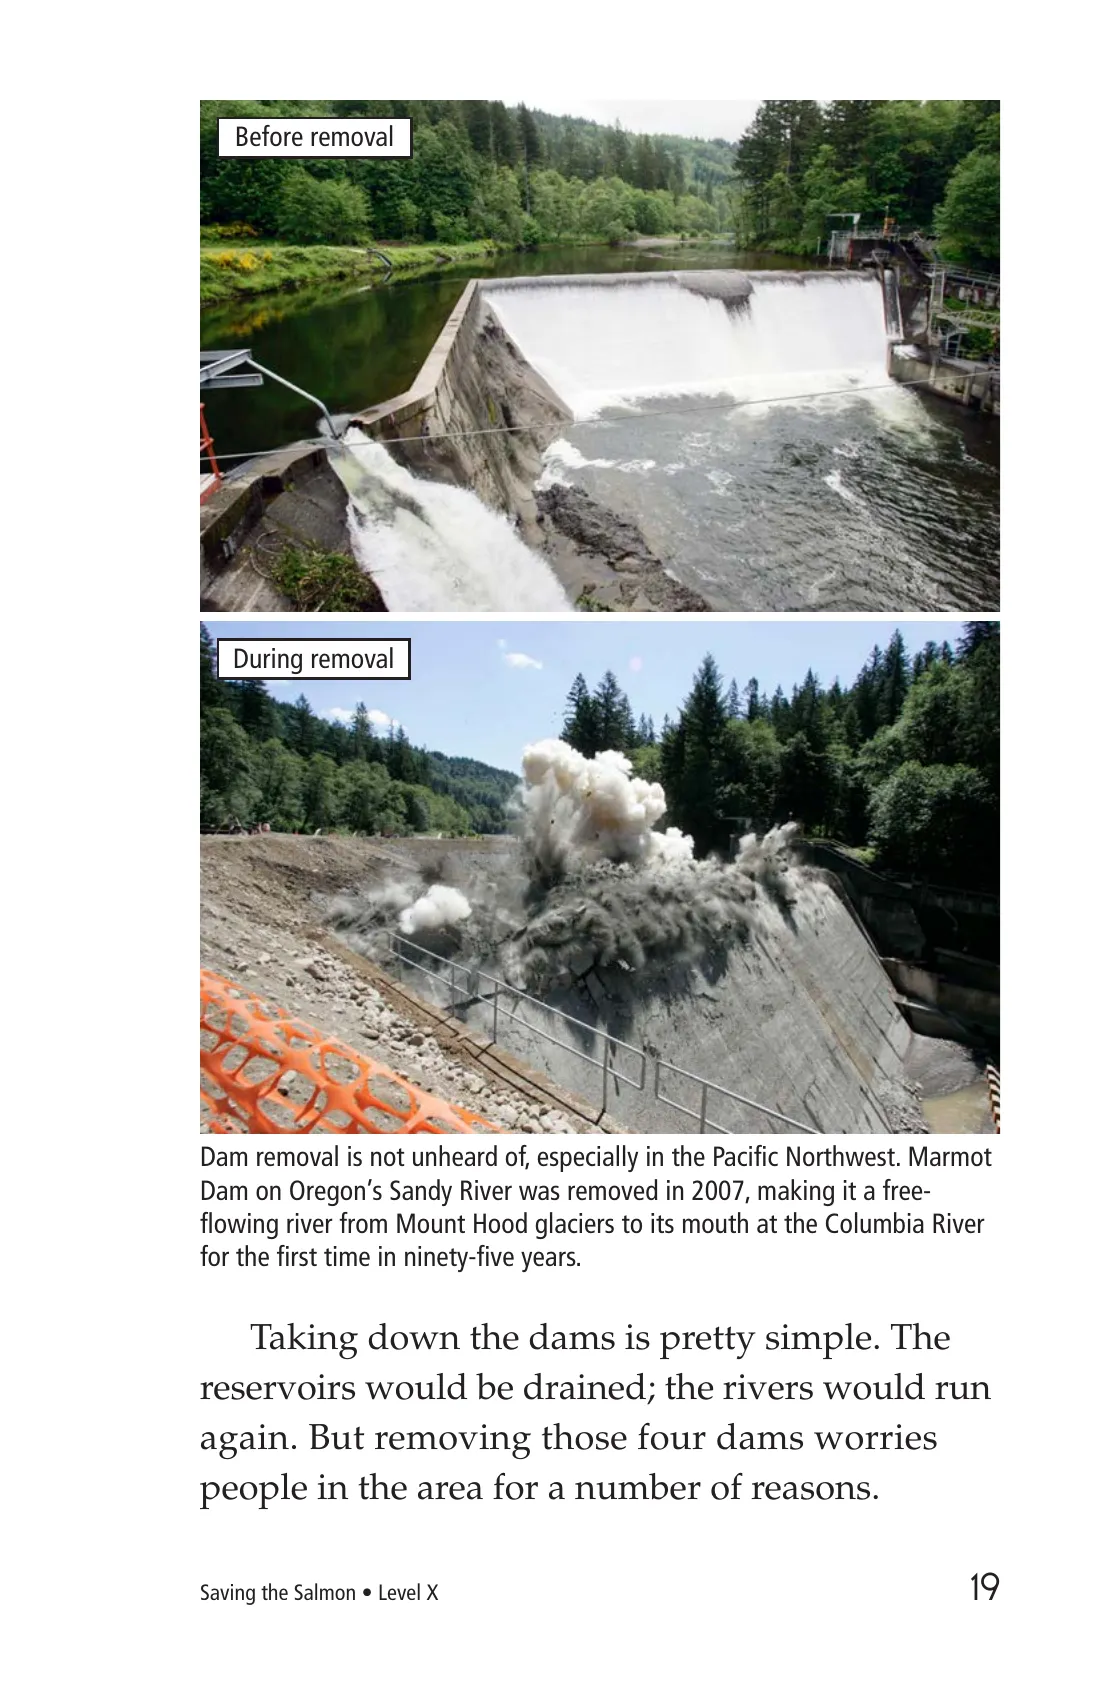 Before removal
During removal
Dam removal is not unheard of, especially in the Pacific Northwest. Marmot
Dam on Oregon’s Sandy River was removed in 2007, making it a free-
flowing river from Mount Hood glaciers to its mouth at the Columbia River
for the first time in ninety-five years.
Taking down the dams is pretty simple. The
reservoirs would be drained; the rivers would run
again. But removing those four dams worries
people in the area for a number of reasons.
Saving the Salmon • Level X
19